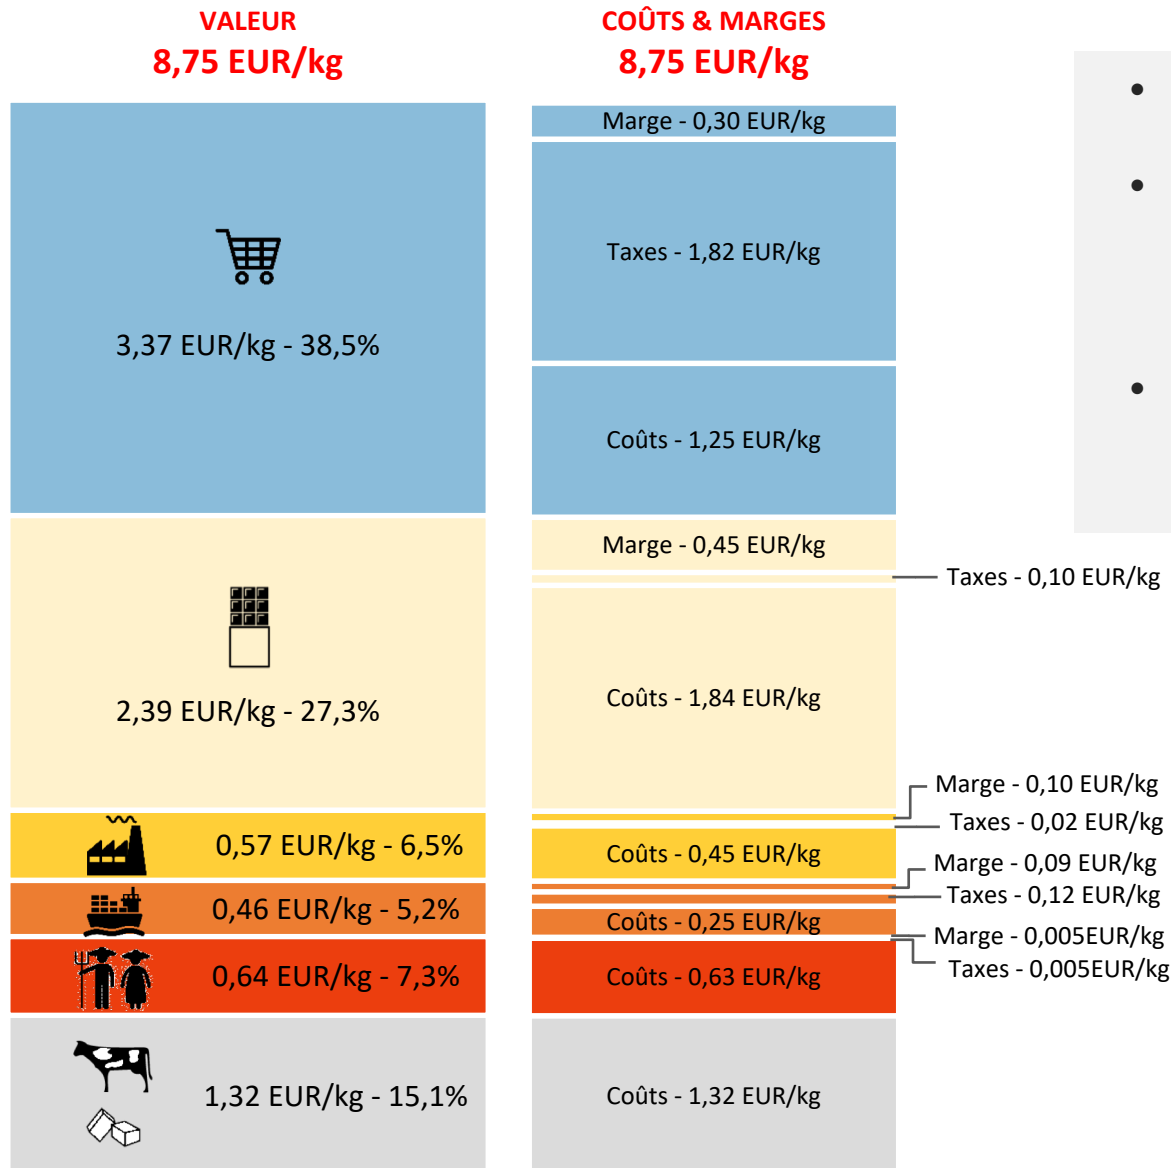 VALEUR
8,75 EUR/kg
COÛTS & MARGES
8,75 EUR/kg
3,37 EUR/kg - 38,5%
Marge - 0,30 EUR/kg
Taxes - 1,82 EUR/kg
Coûts - 1,25 EUR/kg
2,39 EUR/kg - 27,3%
Marge - 0,45 EUR/kg
Taxes - 0,10 EUR/kg
Coûts - 1,84 EUR/kg
0,57 EUR/kg - 6,5%
Marge - 0,10 EUR/kg
Taxes - 0,02 EUR/kg
Coûts - 0,45 EUR/kg
0,46 EUR/kg - 5,2%
Marge - 0,09 EUR/kg
Taxes - 0,12 EUR/kg
Coûts - 0,25 EUR/kg
0,64 EUR/kg - 7,3%
Marge - 0,005EUR/kg
Taxes - 0,005EUR/kg
Coûts - 0,63 EUR/kg
1,32 EUR/kg - 15,1%
Coûts - 1,32 EUR/kg